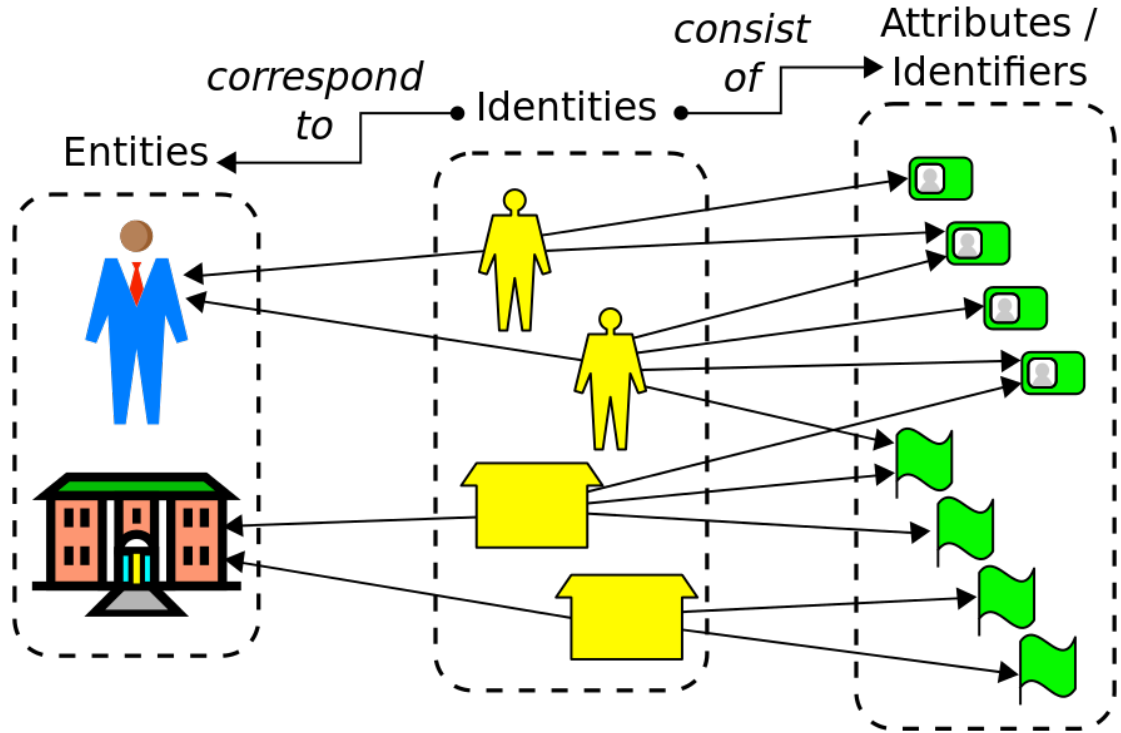 Attributes /
Identifiers
consist
of
Identities
correspond
to
Entities